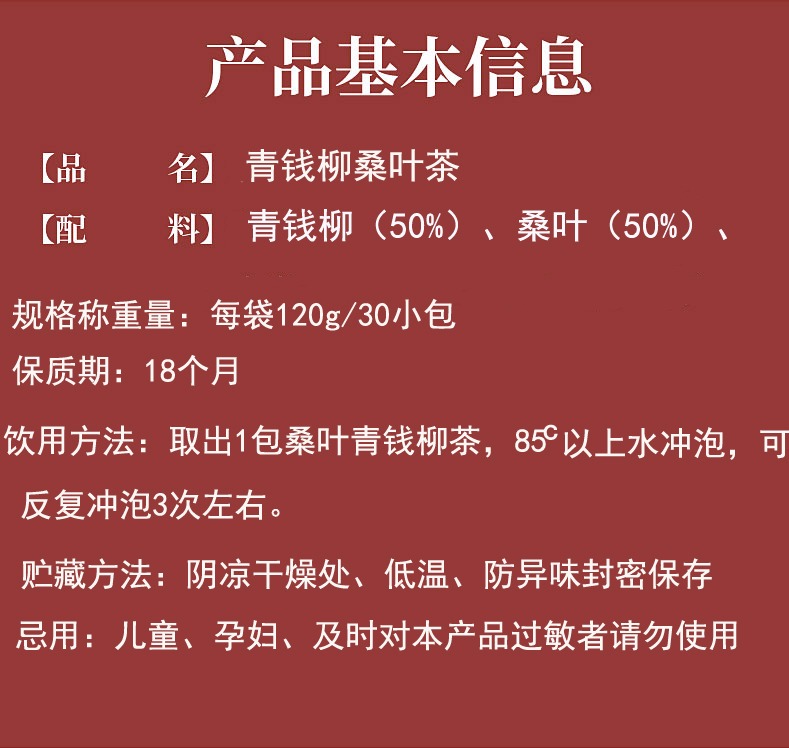 产品基本信息
【品 名】 青钱柳桑叶茶
【配 料】 青钱柳（50%）、桑叶（50%）、
规格称重量：每袋120g/30小包
保质期：18个月
饮用方法：取出1包桑叶青钱柳茶，85c以上水冲泡，可
反复冲泡3次左右。
贮藏方法：阴凉干燥处、低温、防异味封密保存
忌用：儿童、孕妇、及时对本产品过敏者请勿使用